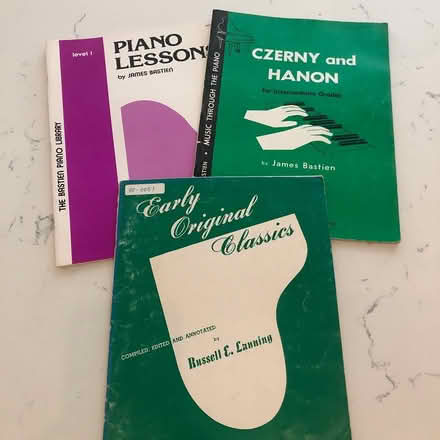 level 1
PIANO
LESSONS
by JAMES BASTIEN
THE BASTIEN PIANO LIBRARY
CZERNY and
HANON
For Intermediate Grades
by James Bastien
MUSIC THROUGH THE PIANO
Early
Original
Classics
COMPILED, EDITED AND ANNOTATED
by
Russell E. Lanning